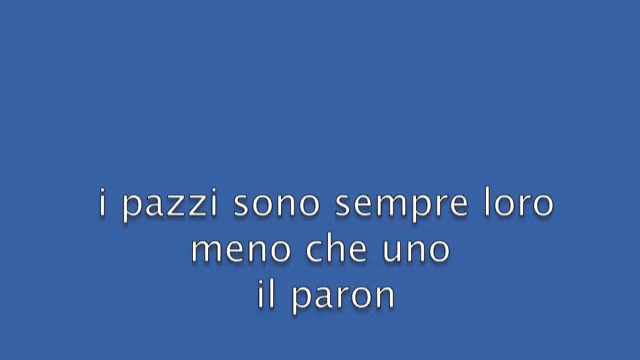 i pazzi sono sempre loro
meno che uno
il paron